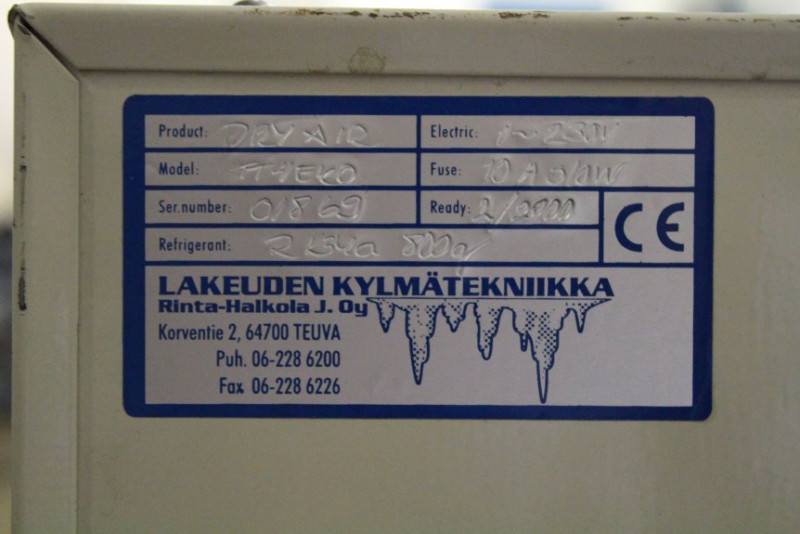 Product: DRY AIR
Electric: 1~ 230V
Model:
Fuse: 10 A
Ser.number: 01869
Ready: 2/2000
Refrigerant: R 134a 800g
CE
LAKEUDEN KYLMÄTEKNIIKKA
Rinta-Halkola J. Oy
Korventie 2, 64700 TEUVA
Puh. 06-228 6200
Fax. 06-228 6226